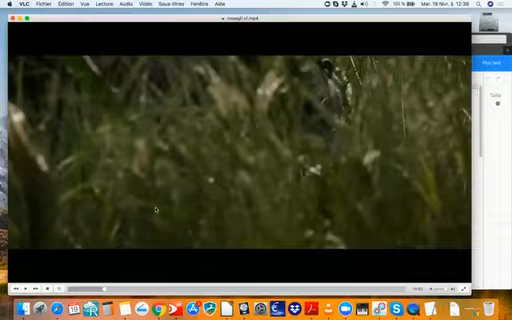 VLC Fichier Édition Vue Lecture Audio Vidéo Sous-titres Fenêtre Aide
100 % Mar. 19 févr. à 12:39
mowgli vf.mp4
Plus tard
Taille